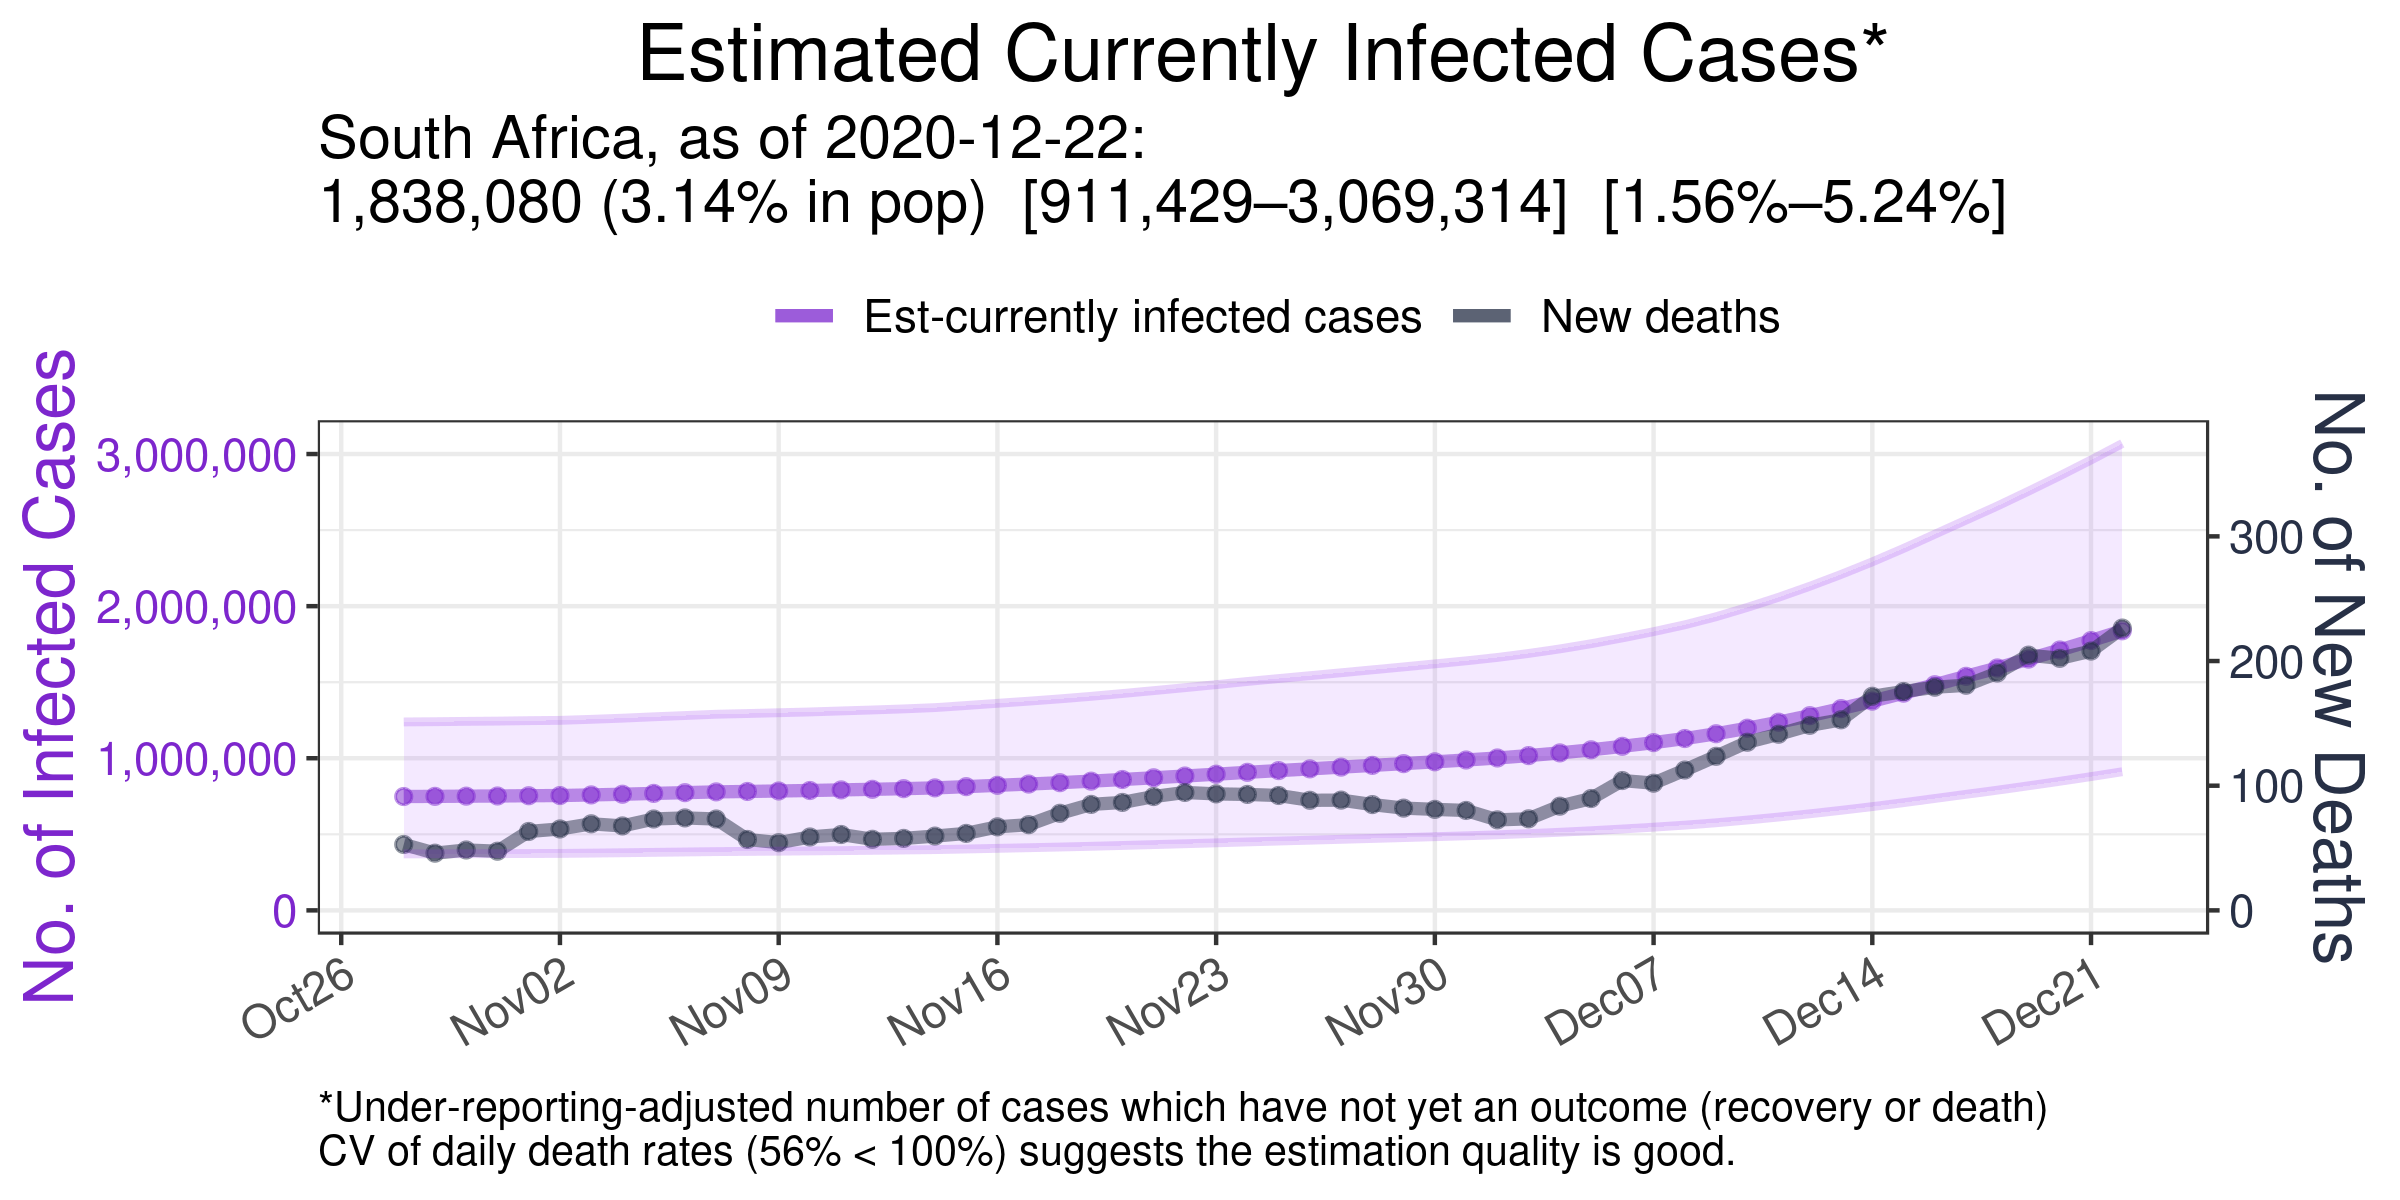 Estimated Currently Infected Cases*
South Africa, as of 2020-12-22:
1,838,080 (3.14% in pop)  [911,429–3,069,314]  [1.56%–5.24%]
Est-currently infected cases
New deaths
No. of Infected Cases
3,000,000
2,000,000
1,000,000
0
No. of New Deaths
300
200
100
0
Oct26
Nov02
Nov09
Nov16
Nov23
Nov30
Dec07
Dec14
Dec21
*Under-reporting-adjusted number of cases which have not yet an outcome (recovery or death)
CV of daily death rates (56% < 100%) suggests the estimation quality is good.